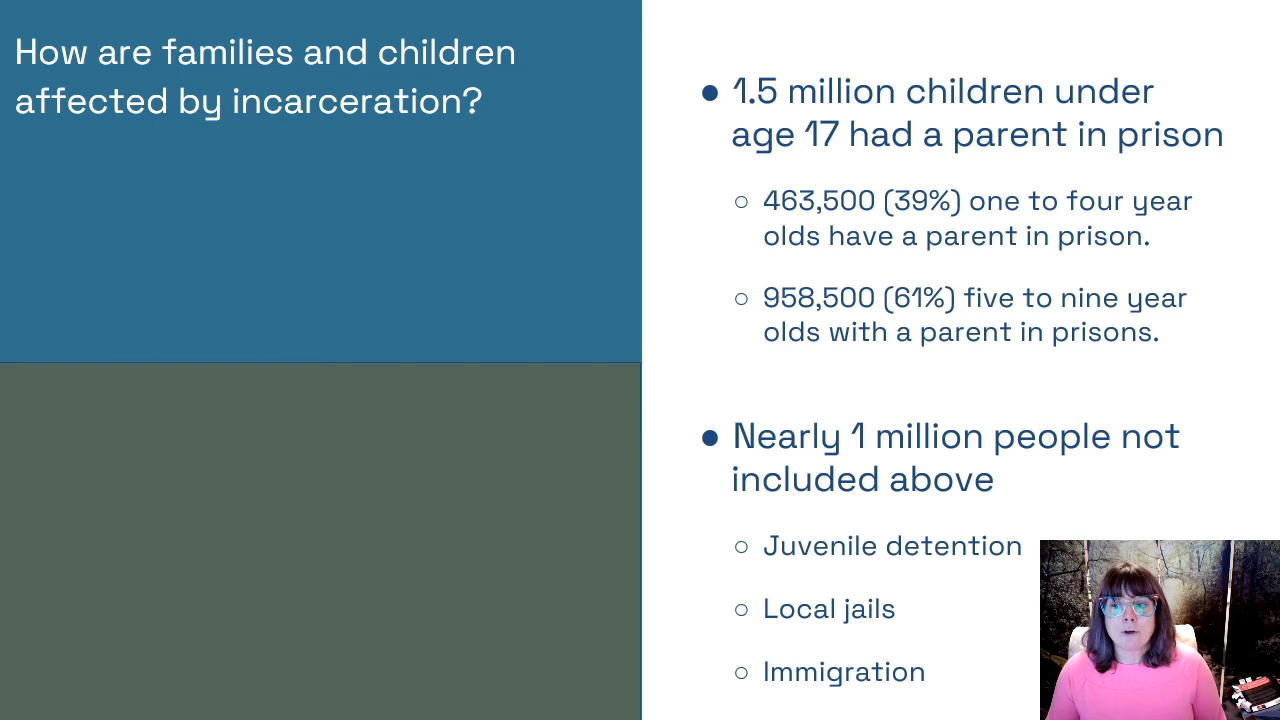 How are families and children
affected by incarceration?
● 1.5 million children under
age 17 had a parent in prison
○ 463,500 (39%) one to four year
olds have a parent in prison.
○ 958,500 (61%) five to nine year
olds with a parent in prisons.
● Nearly 1 million people not
included above
○ Juvenile detention
○ Local jails
○ Immigration